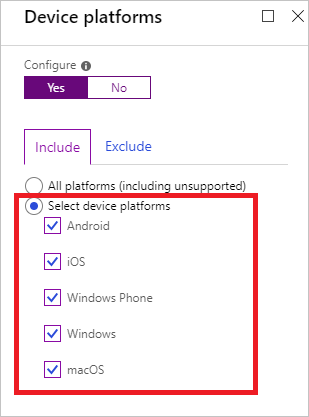 Device platforms
Configure
Yes No
Include Exclude
All platforms (including unsupported)
Select device platforms
Android
iOS
Windows Phone
Windows
macOS